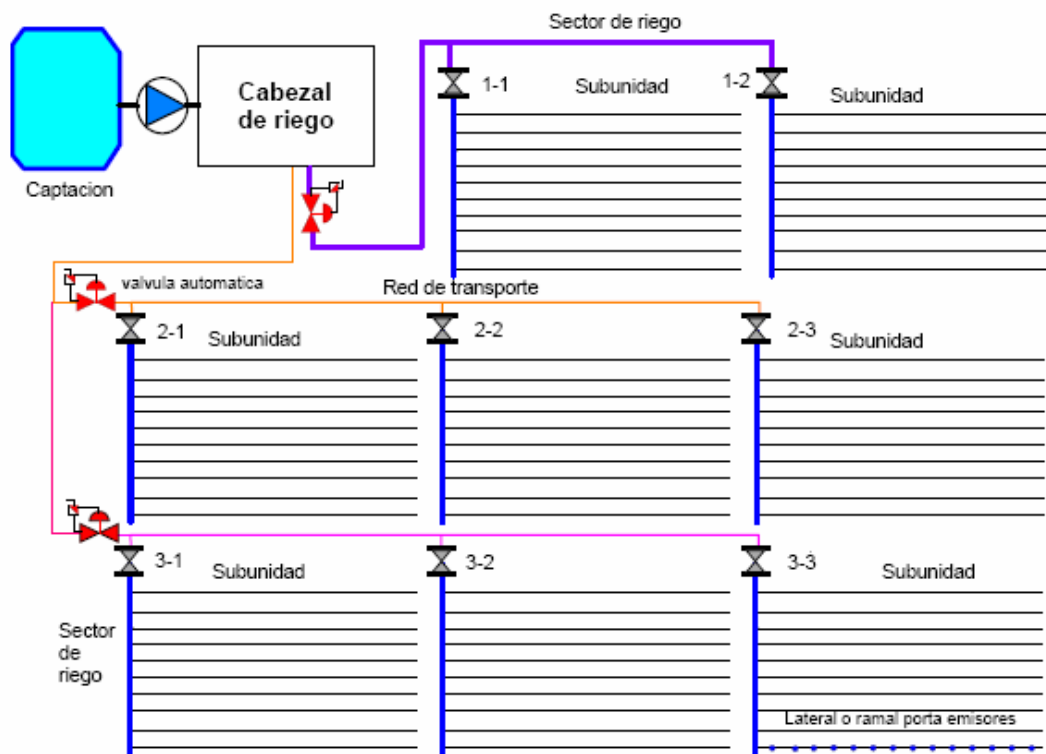 Sector de riego
Cabezal
de riego
1-1
Subunidad
1-2
Subunidad
Captacion
valvula automatica
Red de transporte
2-1
Subunidad
2-2
2-3
Subunidad
3-1
Subunidad
3-2
3-3
Subunidad
Sector
de
riego
Lateral o ramal porta emisores